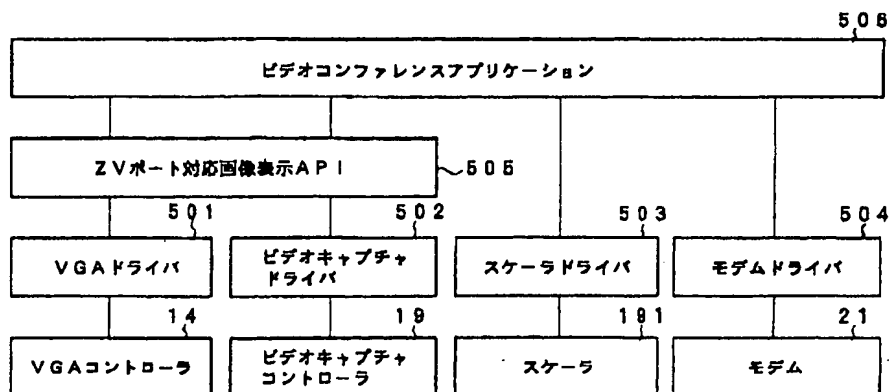 506
ビデオコンファレンスアプリケーション
ZVポート対応画像表示API
505
501
502
503
504
VGAドライバ
ビデオキャプチャ
ドライバ
スケーラドライバ
モデムドライバ
14
19
191
21
VGAコントローラ
ビデオキャプチャ
コントローラ
スケーラ
モデム